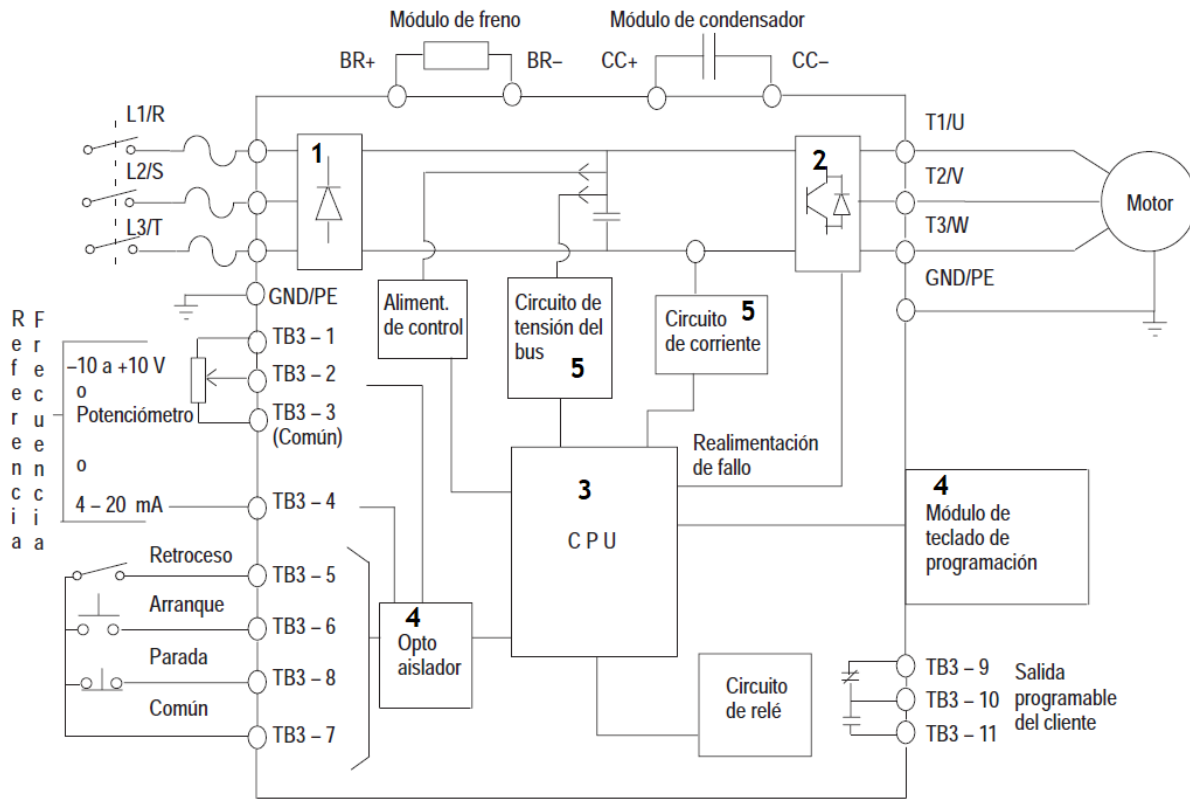 Módulo de freno
Módulo de condensador
BR+
BR–
CC+
CC–
L1/R
L2/S
L3/T
1
2
T1/U
T2/V
T3/W
Motor
GND/PE
GND/PE
Aliment.
de control
Circuito de
tensión del
bus
5
Circuito
5
de corriente
Referencia
Frecuencia
–10 a +10 V
o
Potenciómetro
o
4 – 20 mA
TB3 – 1
TB3 – 2
TB3 – 3
(Común)
TB3 – 4
Realimentación
de fallo
3
CPU
4
Módulo de
teclado de
programación
Retroceso
TB3 – 5
Arranque
TB3 – 6
Parada
TB3 – 8
Común
TB3 – 7
4
Opto
aislador
Circuito
de relé
TB3 – 9
TB3 – 10
TB3 – 11
Salida
programable
del cliente